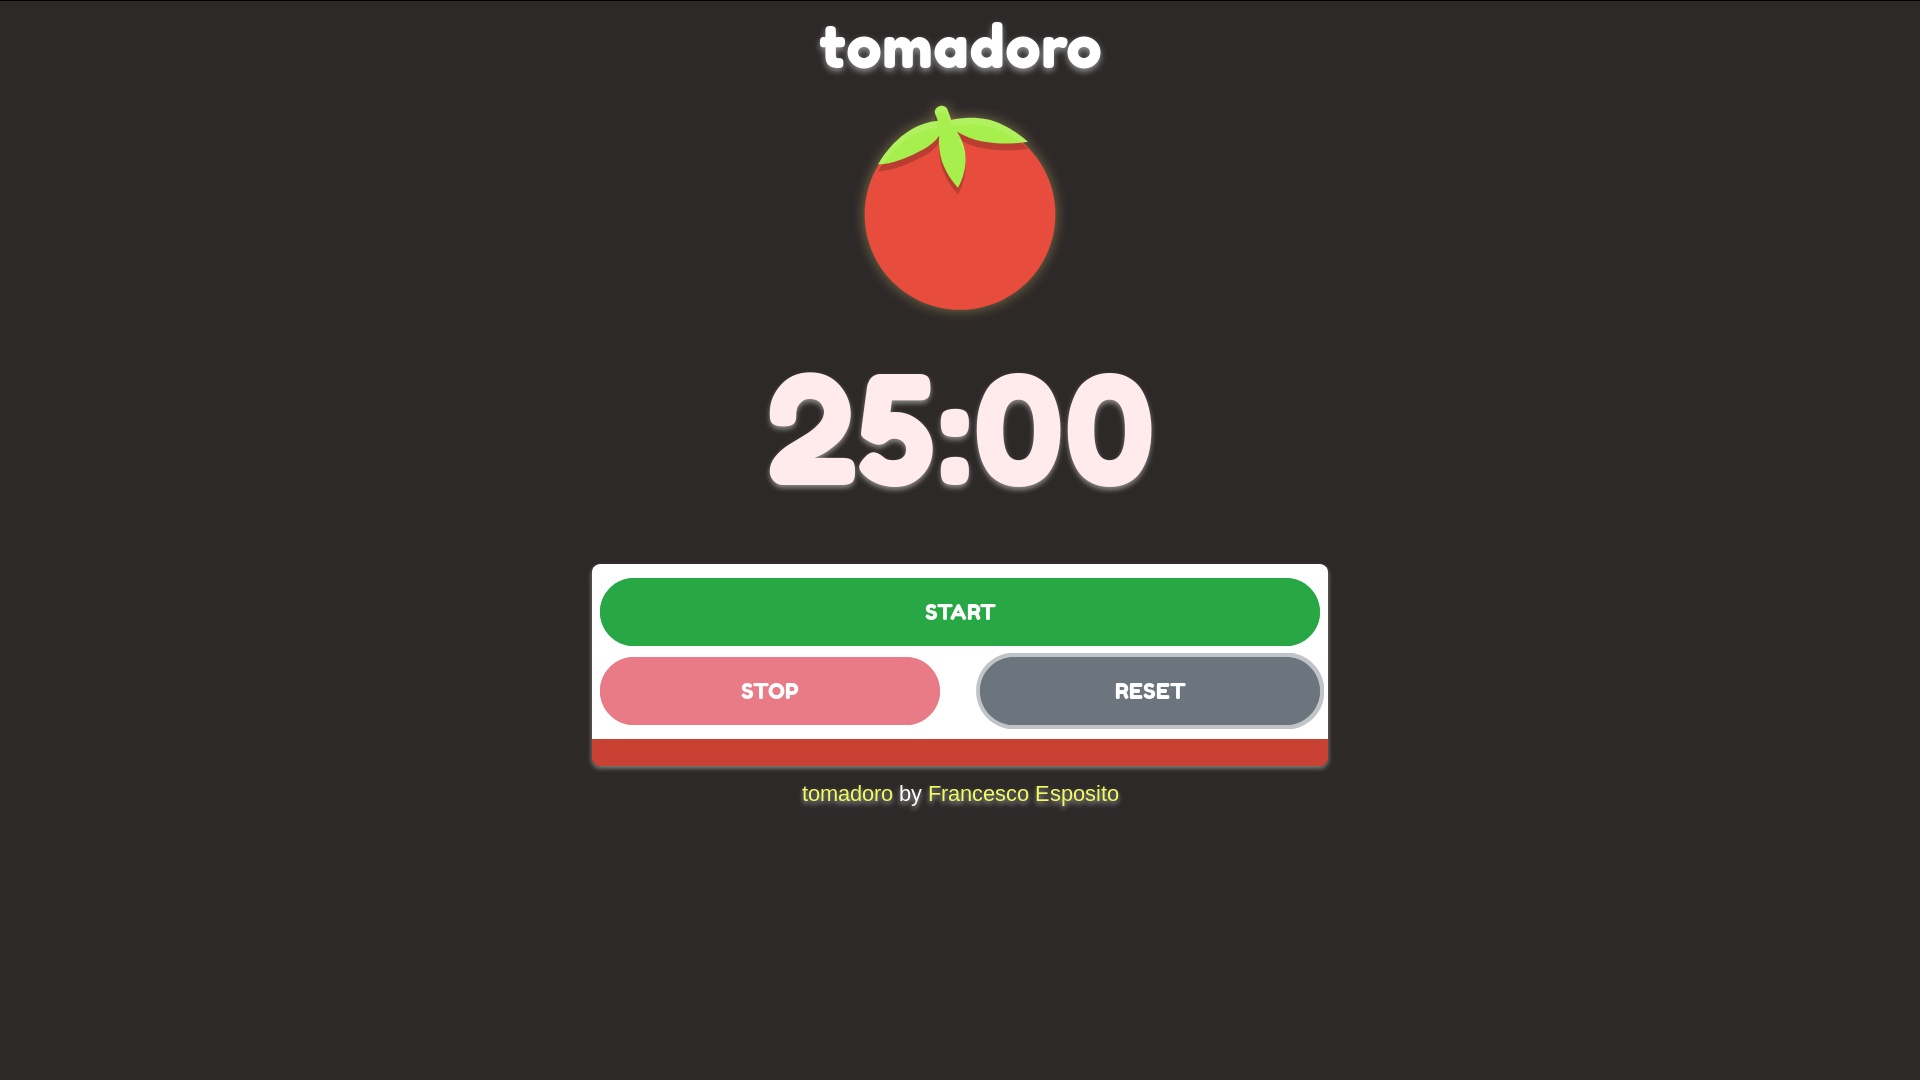 tomadoro
25:00
START
STOP
RESET
tomadoro by Francesco Esposito